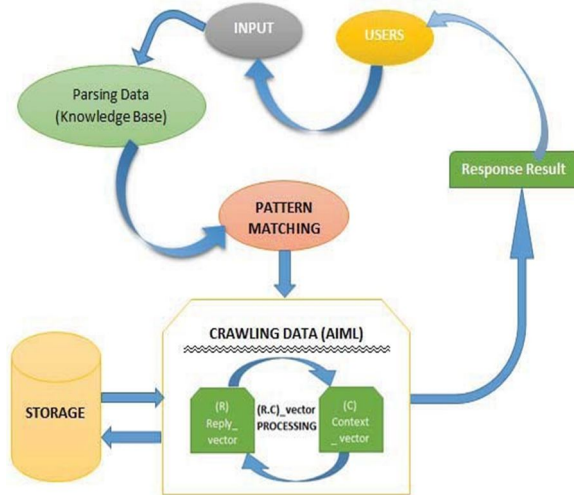 INPUT
USERS
Parsing Data
(Knowledge Base)
Response Result
PATTERN
MATCHING
CRAWLING DATA (AIML)
STORAGE
(R)
Reply_
vector
(R.C)_vector
PROCESSING
(C)
Context
_ vector